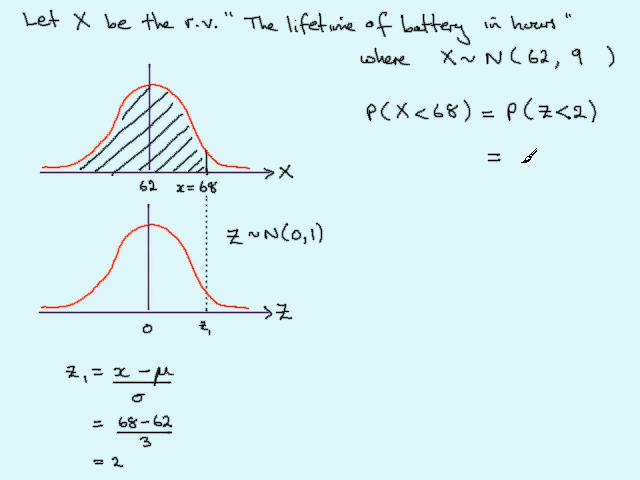 Let X be the r.v. " The lifetime of battery in hours"
where X ~ N( 62, 9 )
P(X < 68) = P(Z < 2)
=
62 x = 68 X
Z ~ N(0,1)
0 z₁ Z
z₁ = x - μ / σ
= 68 - 62 / 3
= 2